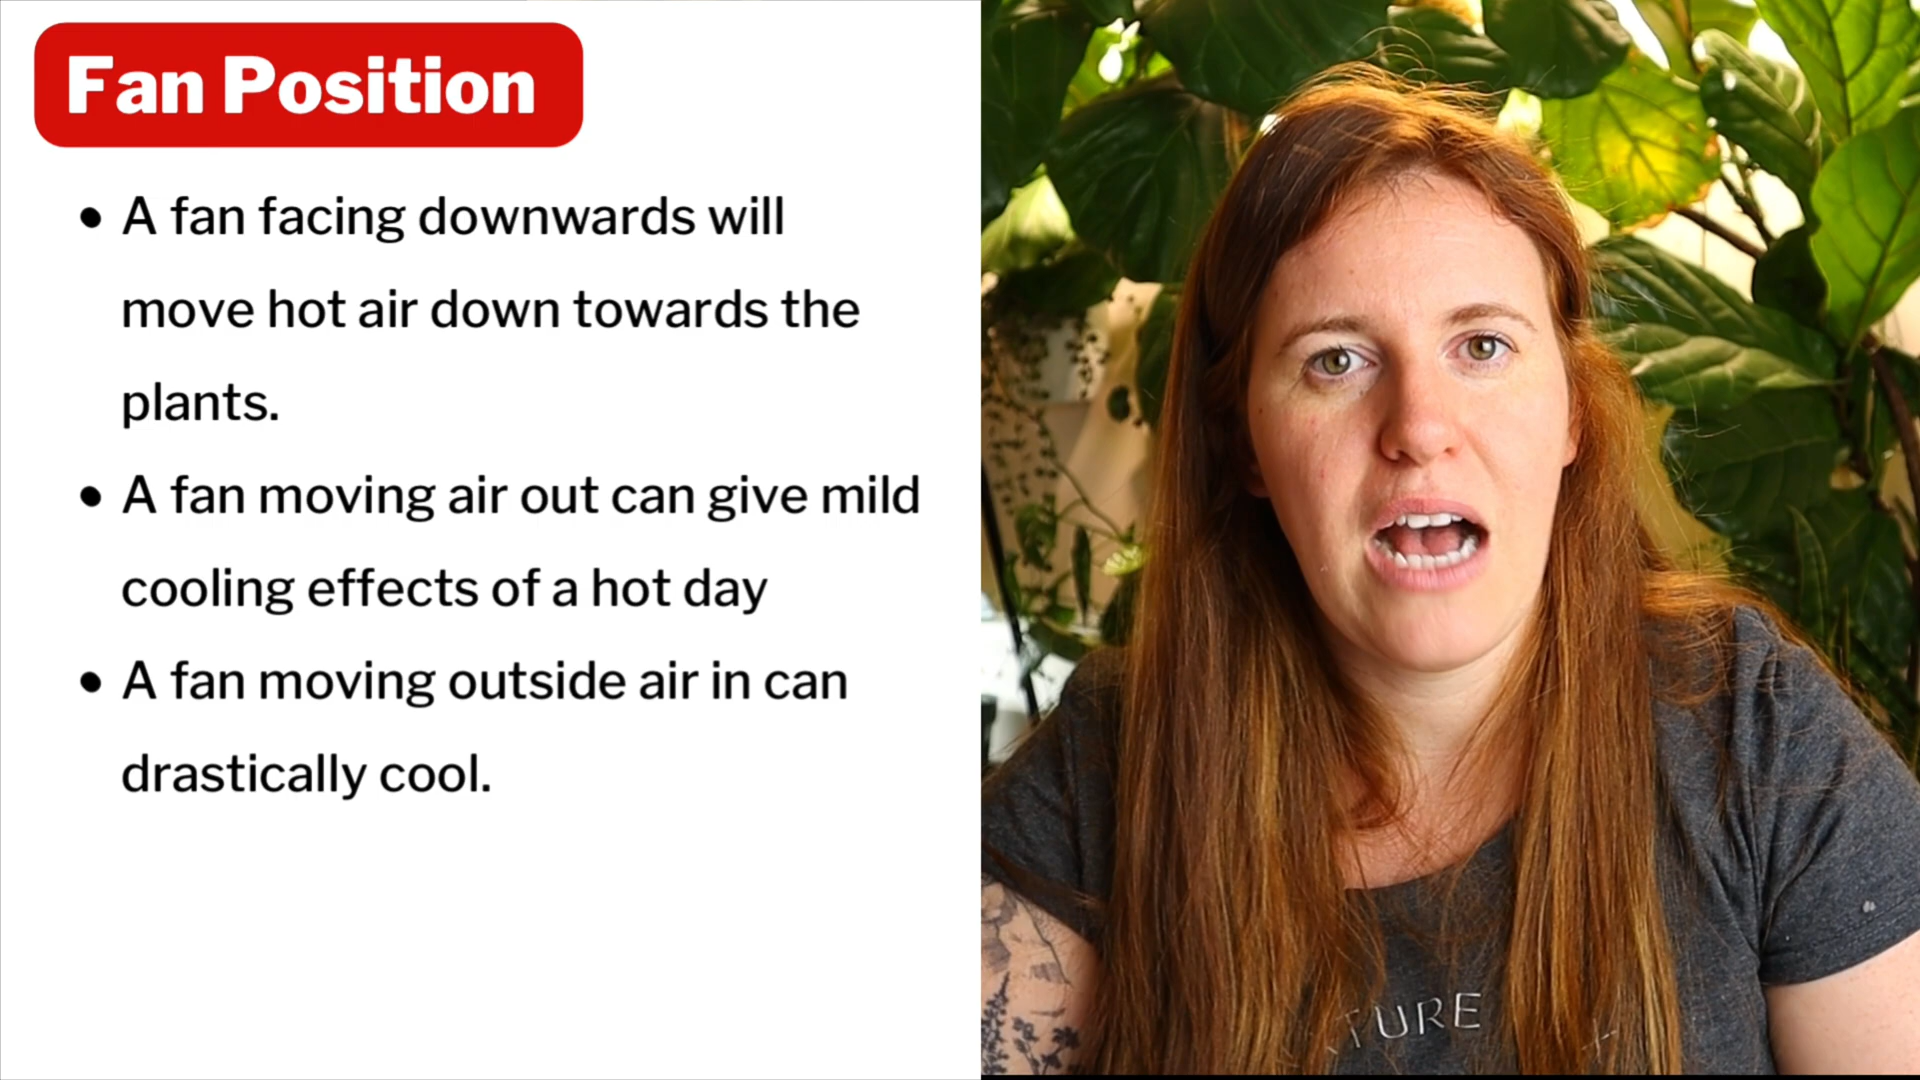 Fan Position
• A fan facing downwards will
move hot air down towards the
plants.
• A fan moving air out can give mild
cooling effects of a hot day
• A fan moving outside air in can
drastically cool.
TURE